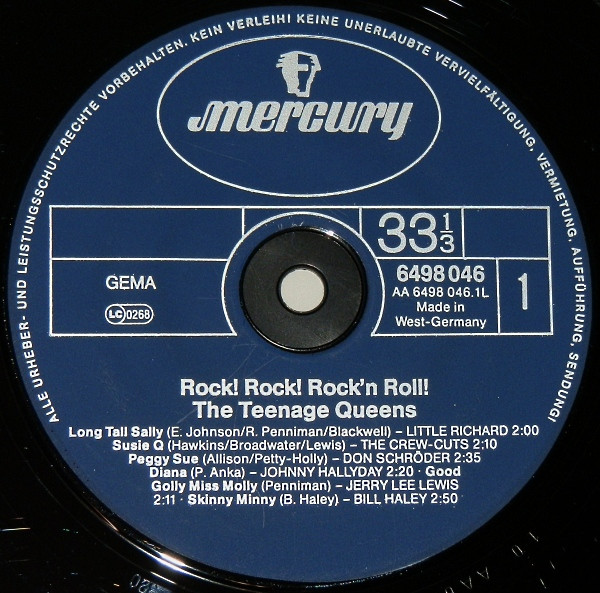 ALLE URHEBER- UND LEISTUNGSSCHUTZRECHTE VORBEHALTEN. KEIN VERLEIH! KEINE UNERLAUBTE VERVIELFÄLTIGUNG, VERMIETUNG, AUFFÜHRUNG, SENDUNG!
mercury
33 1/3
GEMA
LC 0268
6498 046
AA 6498 046.1L
Made in
West-Germany
1
Rock! Rock! Rock'n Roll!
The Teenage Queens
Long Tall Sally (E. Johnson/R. Penniman/Blackwell) – LITTLE RICHARD 2:00
Susie Q (Hawkins/Broadwater/Lewis) – THE CREW-CUTS 2:10
Peggy Sue (Allison/Petty-Holly) – DON SCHRÖDER 2:35
Diana (P. Anka) – JOHNNY HALLYDAY 2:20 · Good
Golly Miss Molly (Penniman) – JERRY LEE LEWIS
2:11 · Skinny Minny (B. Haley) – BILL HALEY 2:50